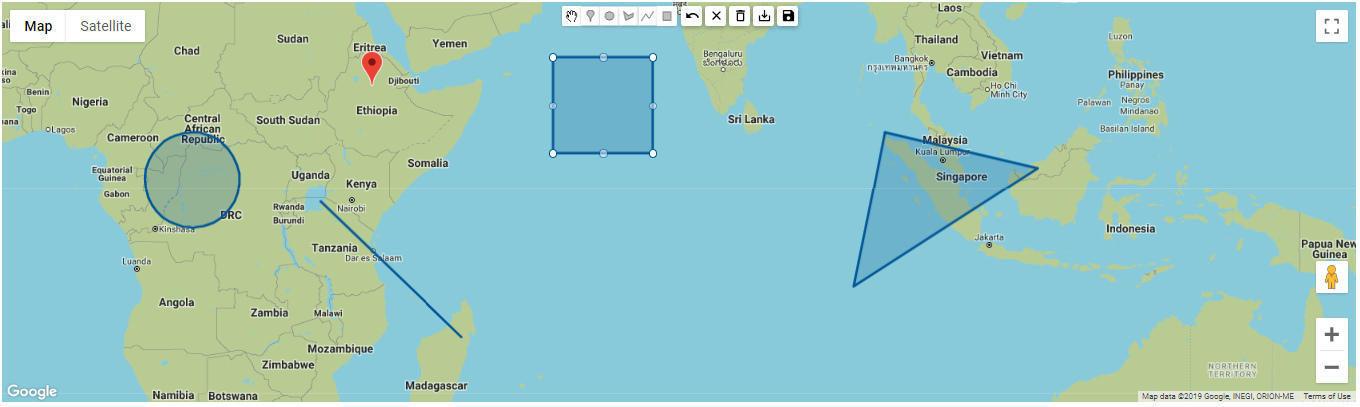 Map
Satellite
Laos
Sudan
Eritrea
Yemen
Chad
Bengaluru
ಬೆಂಗಳೂರು
Thailand
Vietnam
Luzon
Bangkok
กรุงเทพมหานคร
Cambodia
Ho Chi
Minh City
Philippines
Panay
Djibouti
Benin
Nigeria
Togo
Lagos
Ethiopia
Palawan
Negros
Mindanao
Central
African
Republic
South Sudan
Sri Lanka
Basilan Island
Cameroon
Malaysia
Kuala Lumpur
Somalia
Equatorial
Guinea
Uganda
Kenya
Singapore
Gabon
Rwanda
Nairobi
DRC
Burundi
Kinshasa
Indonesia
Jakarta
Tanzania
Dar es Salaam
Papua New
Guinea
Luanda
Angola
Zambia
Malawi
Mozambique
Zimbabwe
NORTHERN
TERRITORY
Madagascar
Namibia
Botswana
Google
Map data ©2019 Google, INEGI, ORION-ME
Terms of Use